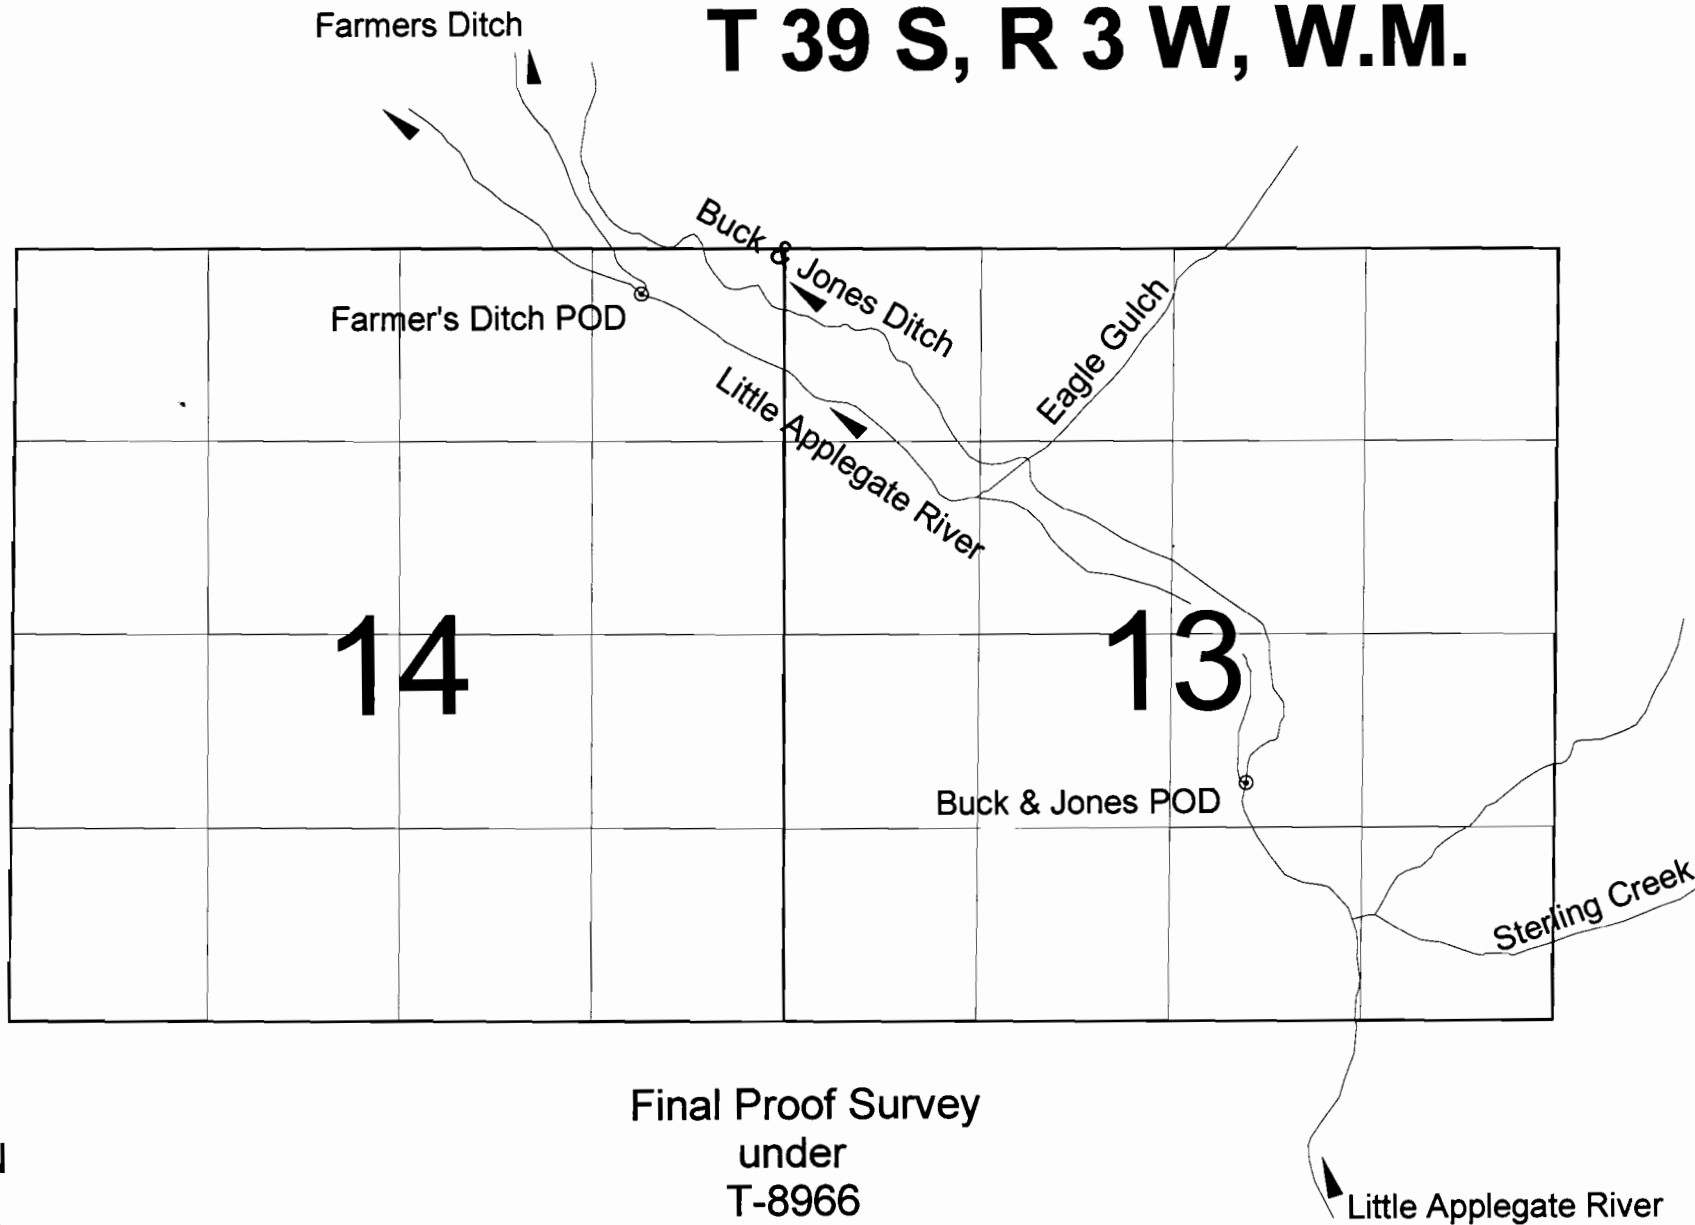 Farmers Ditch
T 39 S, R 3 W, W.M.
Buck & Jones Ditch
Farmer's Ditch POD
Eagle Gulch
Little Applegate River
14
13
Buck & Jones POD
Sterling Creek
Final Proof Survey
under
T-8966
Little Applegate River